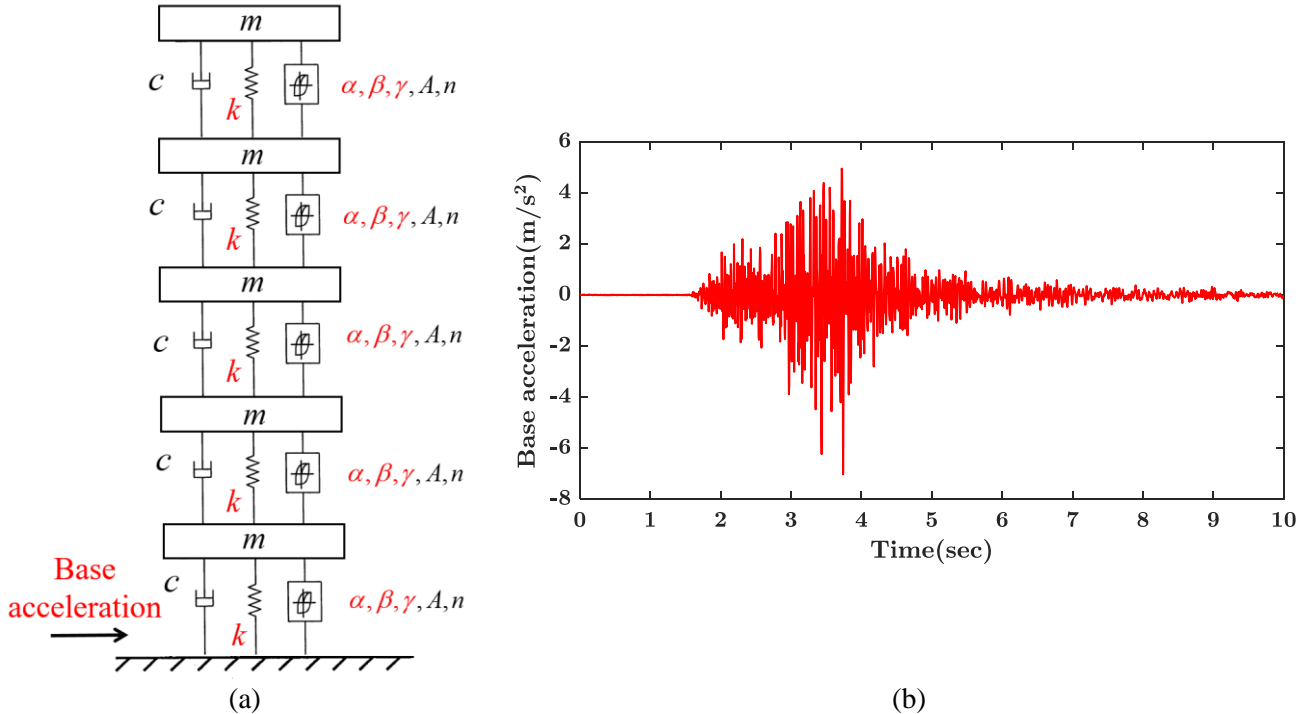 m
c
k
α, β, γ, A, n
m
c
k
α, β, γ, A, n
m
c
k
α, β, γ, A, n
m
c
k
α, β, γ, A, n
m
Base
acceleration
c
k
α, β, γ, A, n
(a)
Base acceleration(m/s²)
6
4
2
0
-2
-4
-6
-8
0 1 2 3 4 5 6 7 8 9 10
Time(sec)
(b)